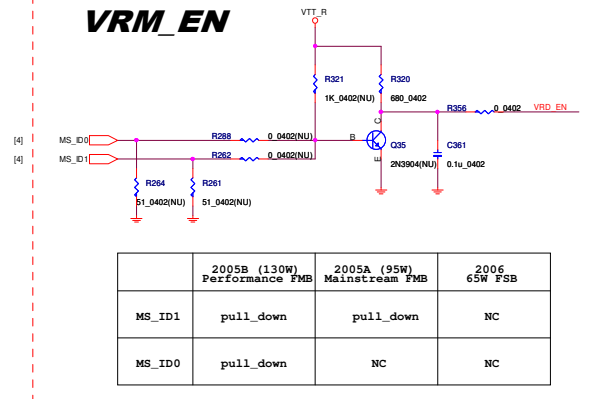 VRM_EN
VTT_R
R321
R320
1K_0402(NU)
680_0402
R356
0_0402
VRD_EN
[4]
MS_ID0
R288
0_0402(NU)
B
C
E
Q35
2N3904(NU)
C361
0.1u_0402
[4]
MS_ID1
R262
0_0402(NU)
R264
R261
51_0402(NU)
51_0402(NU)
2005B (130W)
Performance FMB
2005A (95W)
Mainstream FMB
2006
65W FSB
MS_ID1
pull_down
pull_down
NC
MS_ID0
pull_down
NC
NC